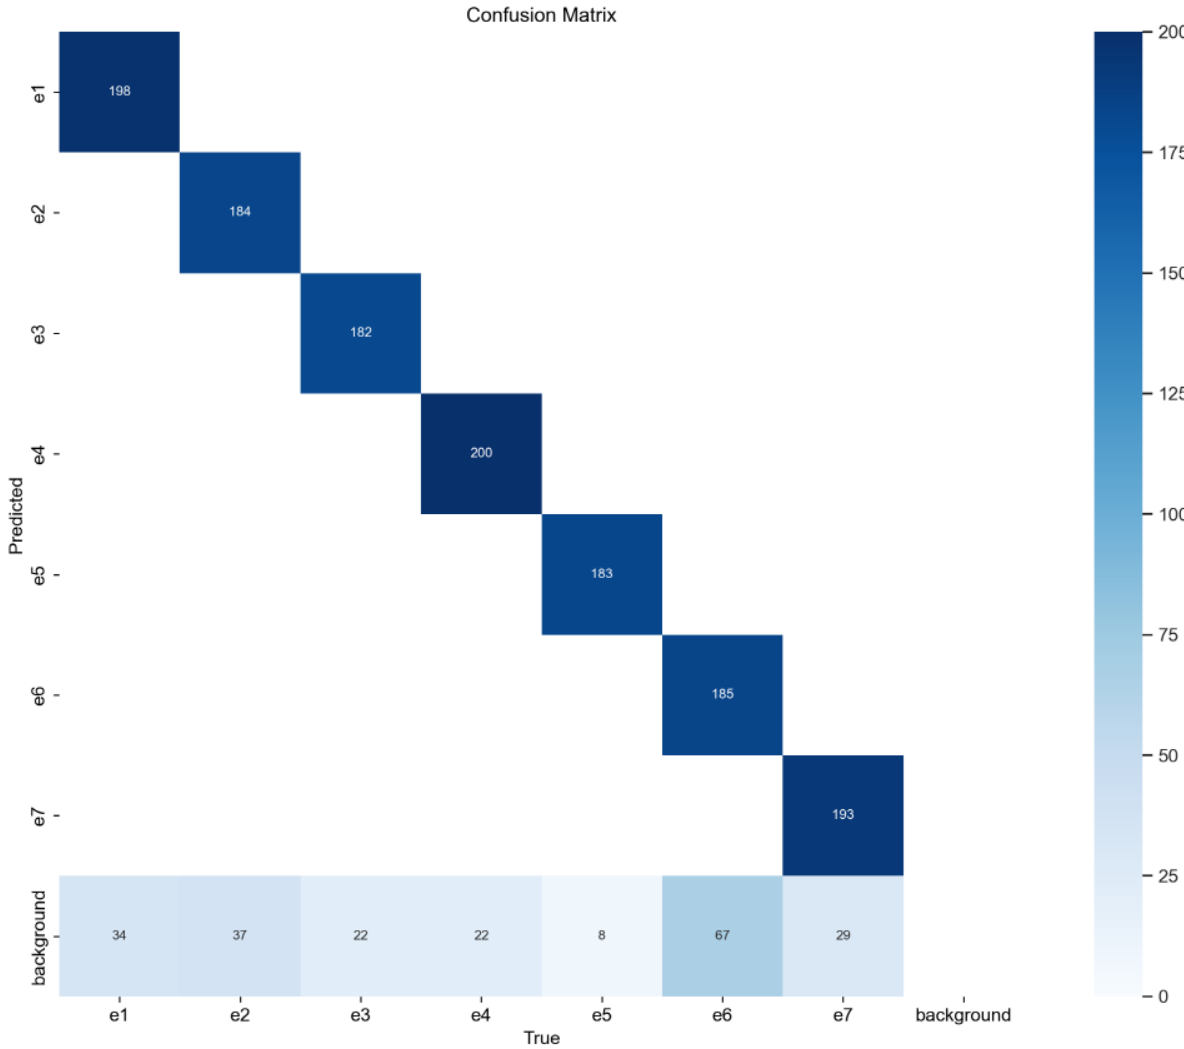 Confusion Matrix
e1
198
e2
184
e3
182
e4
200
e5
183
e6
185
e7
193
background
34 37 22 22 8 67 29
e1 e2 e3 e4 e5 e6 e7 background
Predicted
True
200
175
150
125
100
75
50
25
0